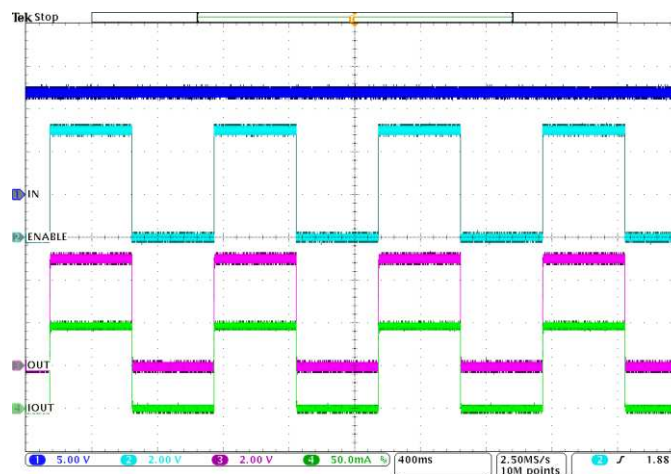 Tek Stop
IN
ENABLE
OUT
IOUT
1 5.00 V 2 2.00 V 3 2.00 V 4 50.0mA 400ms 2.50MS/s 2 1.88
10M points